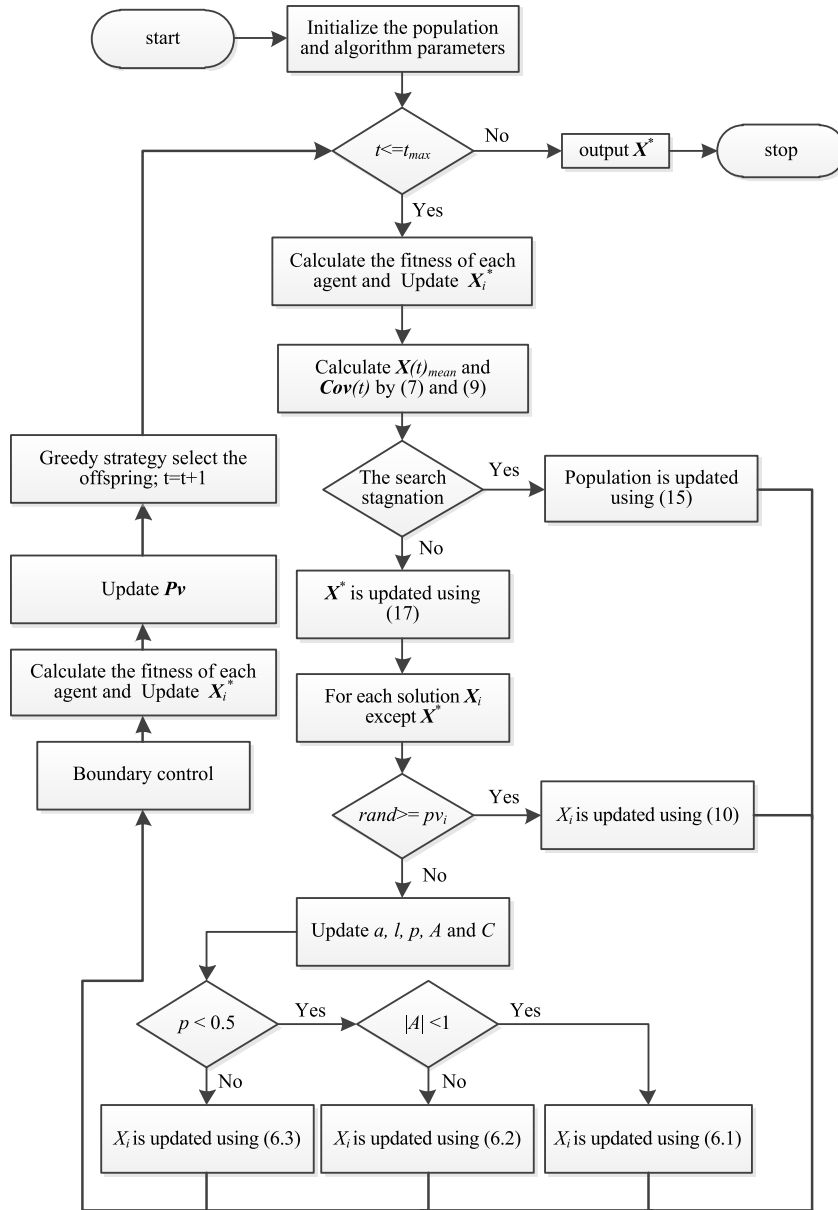 start
Initialize the population
and algorithm parameters
t<=tmax
No
output X*
stop
Yes
Calculate the fitness of each
agent and Update Xi*
Calculate X(t)mean and
Cov(t) by (7) and (9)
Greedy strategy select the
offspring; t=t+1
The search
stagnation
Yes
Population is updated
using (15)
No
Update Pv
X* is updated using
(17)
Calculate the fitness of each
agent and Update Xi*
For each solution Xi
except X*
Boundary control
rand>= pvi
Yes
Xi is updated using (10)
No
Update a, l, p, A and C
p < 0.5
Yes
|A| <1
Yes
No
No
Xi is updated using (6.3)
Xi is updated using (6.2)
Xi is updated using (6.1)